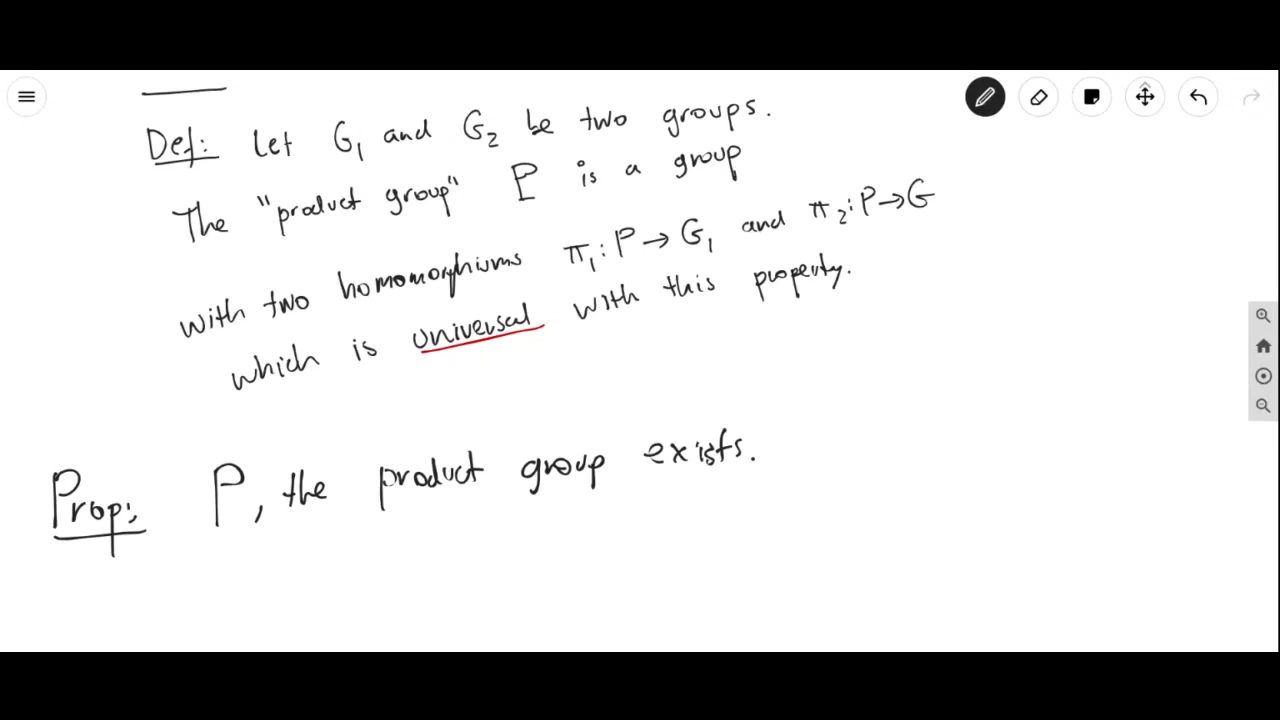 Def: Let G₁ and G₂ be two groups.
The "product group" P is a group
with two homomorphisms π₁: P → G₁ and π₂: P → G
which is universal with this property.
Prop: P, the product group exists.